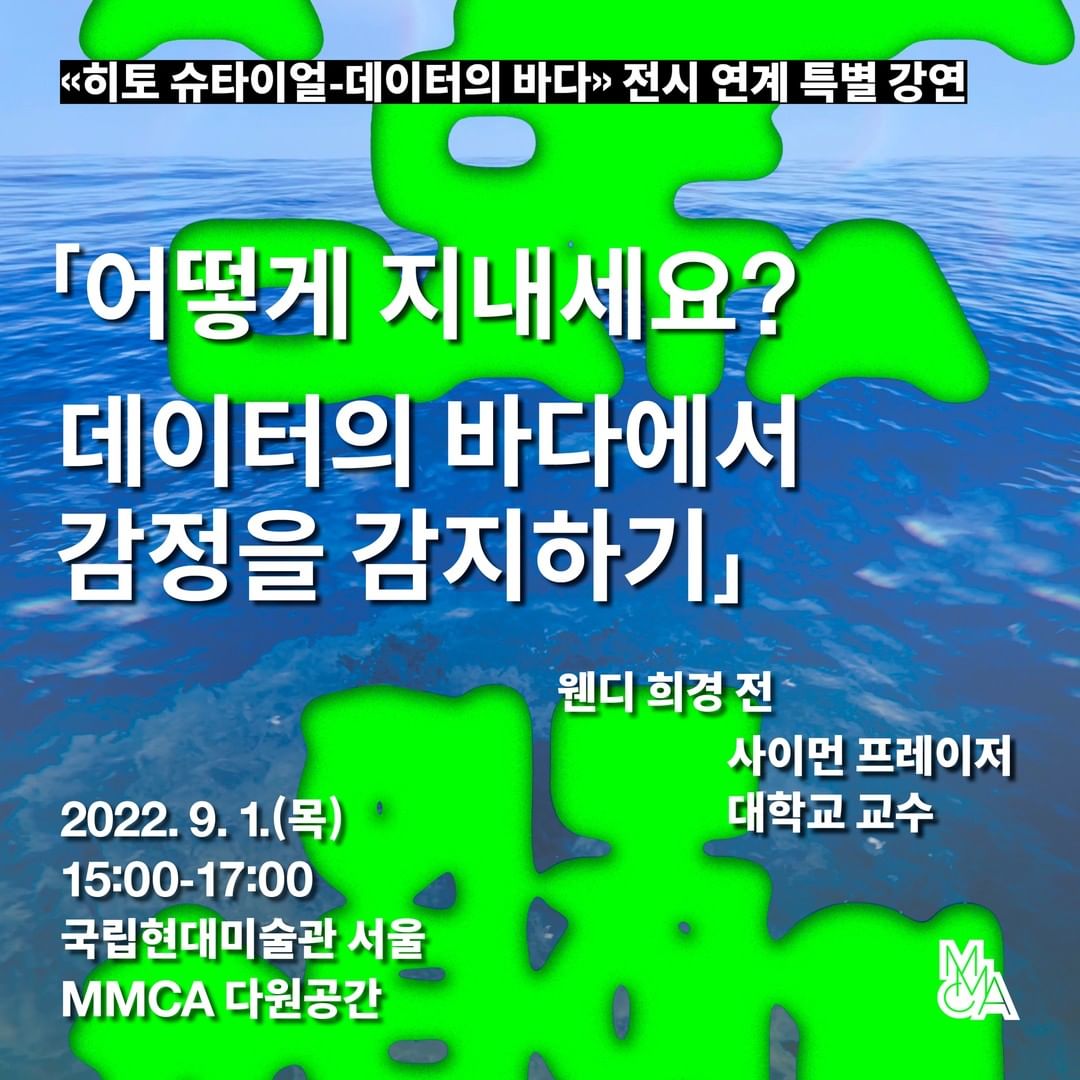 «히토 슈타이얼-데이터의 바다» 전시 연계 특별 강연
「어떻게 지내세요?
데이터의 바다에서
감정을 감지하기」
웬디 희경 전
사이먼 프레이저
대학교 교수
2022. 9. 1.(목)
15:00-17:00
국립현대미술관 서울
MMCA 다원공간
MMCA